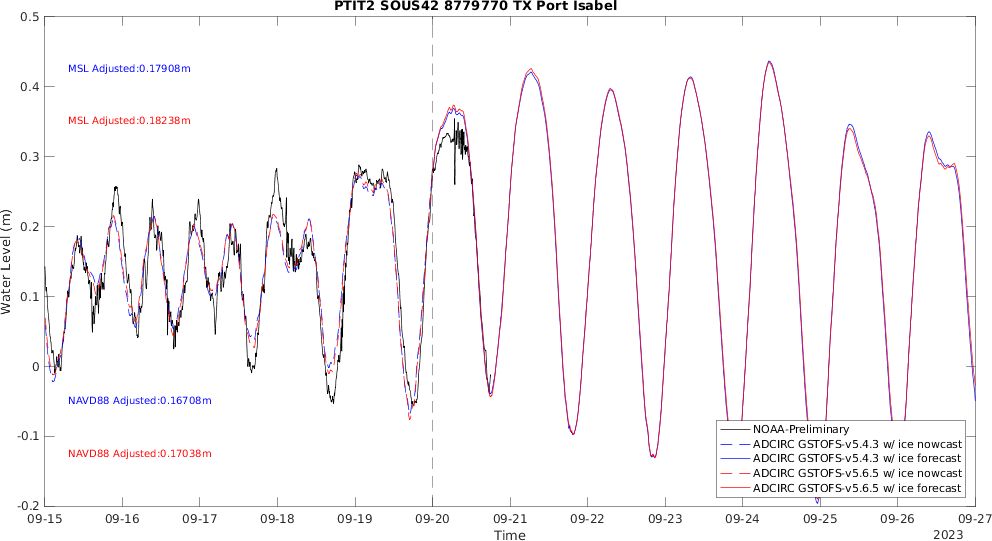 PTIT2 SOUS42 8779770 TX Port Isabel
0.5
0.4
0.3
0.2
0.1
0
-0.1
-0.2
Water Level (m)
MSL Adjusted:0.17908m
MSL Adjusted:0.18238m
NAVD88 Adjusted:0.16708m
NAVD88 Adjusted:0.17038m
NOAA-Preliminary
ADCIRC GSTOFS-v5.4.3 w/ ice nowcast
ADCIRC GSTOFS-v5.4.3 w/ ice forecast
ADCIRC GSTOFS-v5.6.5 w/ ice nowcast
ADCIRC GSTOFS-v5.6.5 w/ ice forecast
09-15 09-16 09-17 09-18 09-19 09-20 09-21 09-22 09-23 09-24 09-25 09-26 09-27
Time
2023